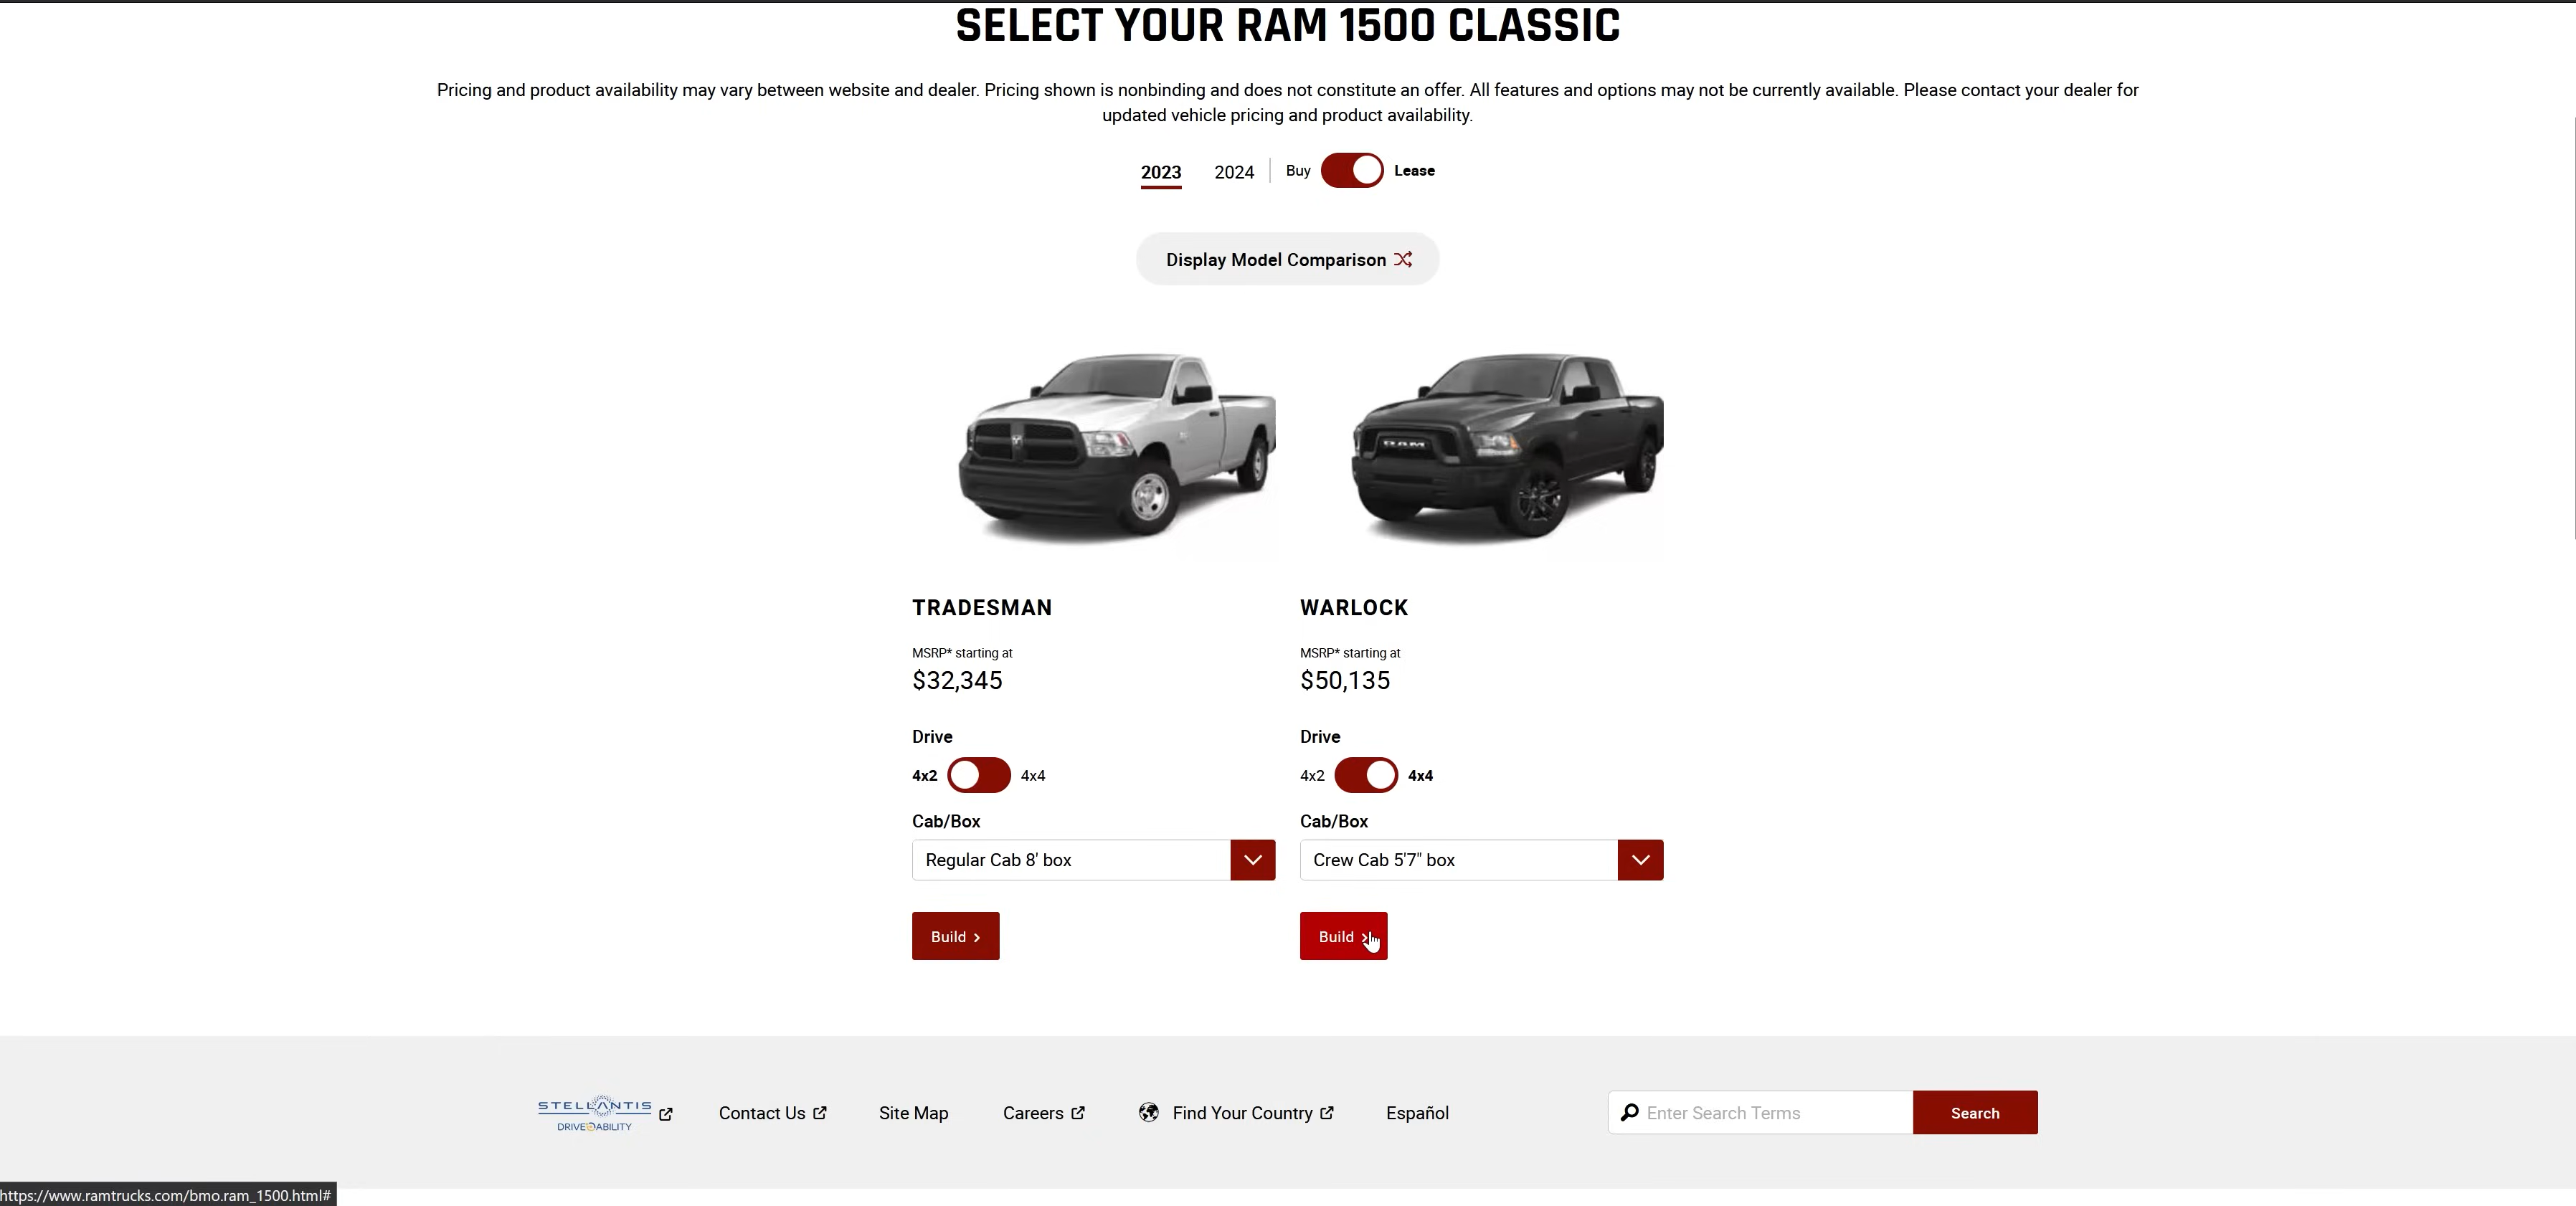 SELECT YOUR RAM 1500 CLASSIC
Pricing and product availability may vary between website and dealer. Pricing shown is nonbinding and does not constitute an offer. All features and options may not be currently available. Please contact your dealer for
updated vehicle pricing and product availability.
2023 2024 Buy Lease
Display Model Comparison
RAM
TRADESMAN
MSRP* starting at
$32,345
Drive
4x2 4x4
Cab/Box
Regular Cab 8' box
Build >
WARLOCK
MSRP* starting at
$50,135
Drive
4x2 4x4
Cab/Box
Crew Cab 5'7" box
Build >
STELLANTIS
DRIVEABILITY
Contact Us
Site Map
Careers
Find Your Country
Español
Enter Search Terms
Search
https://www.ramtrucks.com/bmo.ram_1500.html#